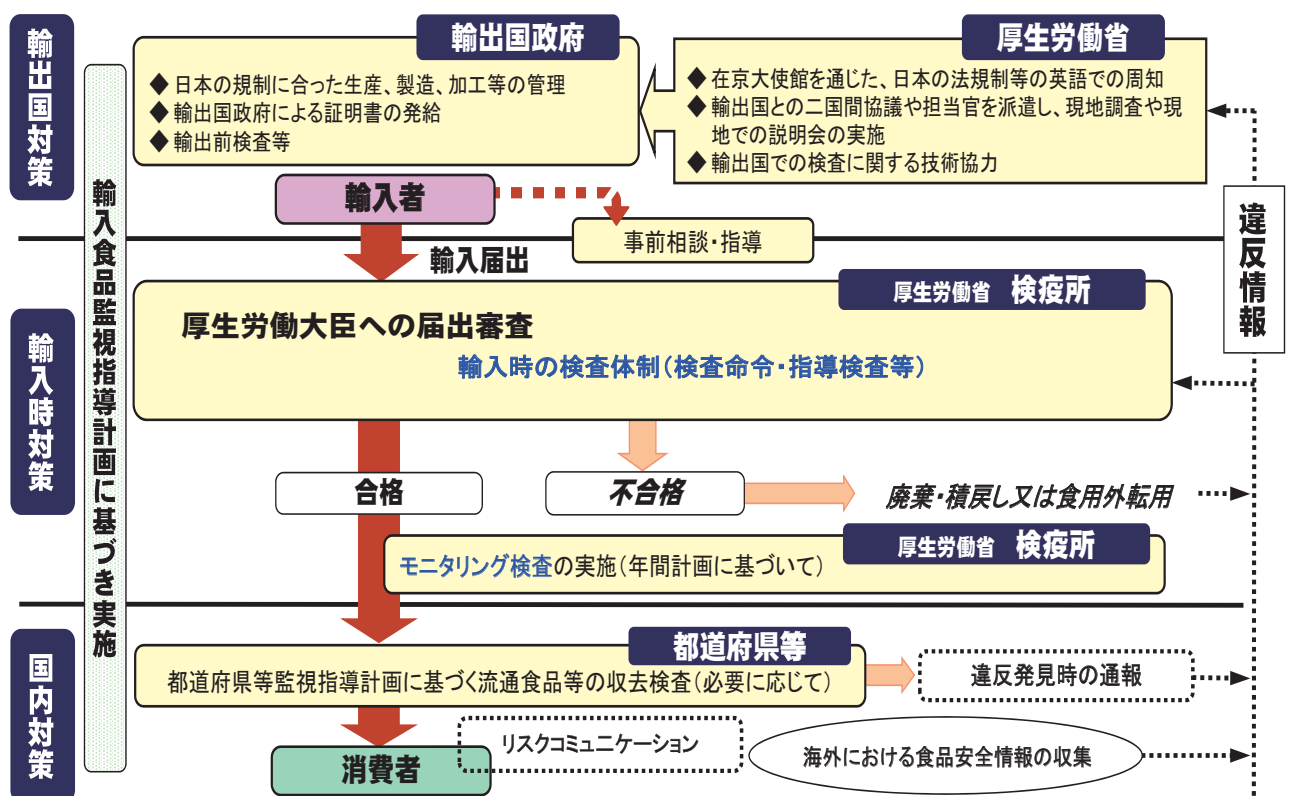 輸出国対策
輸入食品監視指導計画に基づき実施
輸出国政府
◆ 日本の規制に合った生産、製造、加工等の管理
◆ 輸出国政府による証明書の発給
◆ 輸出前検査等
厚生労働省
◆ 在京大使館を通じた、日本の法規制等の英語での周知
◆ 輸出国との二国間協議や担当官を派遣し、現地調査や現
地での説明会の実施
◆ 輸出国での検査に関する技術協力
輸入者
事前相談・指導
違反情報
輸入届出
輸入時対策
厚生労働省 検疫所
厚生労働大臣への届出審査
輸入時の検査体制(検査命令・指導検査等)
合格
不合格
廃棄・積戻し又は食用外転用
厚生労働省 検疫所
モニタリング検査の実施(年間計画に基づいて)
国内対策
都道府県等
都道府県等監視指導計画に基づく流通食品等の収去検査(必要に応じて)
違反発見時の通報
リスクコミュニケーション
海外における食品安全情報の収集
消費者